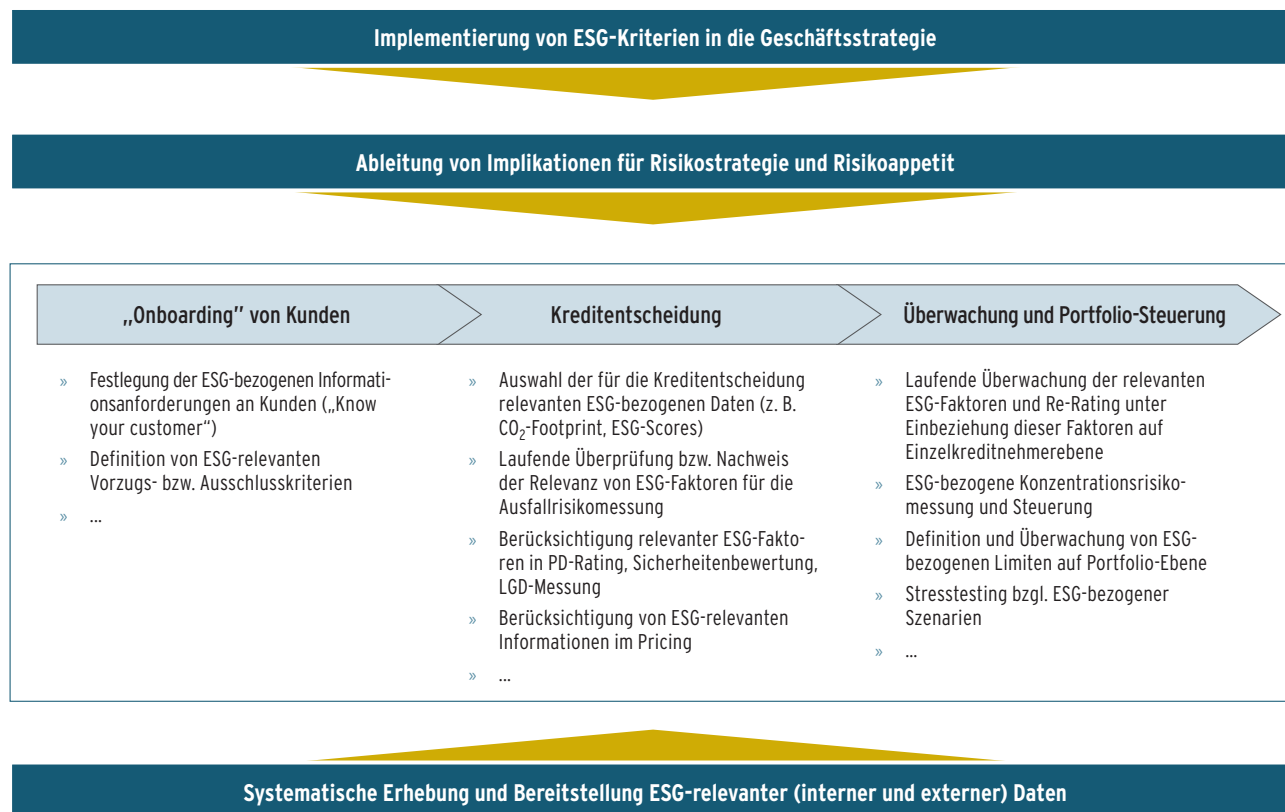 Implementierung von ESG-Kriterien in die Geschäftsstrategie
Ableitung von Implikationen für Risikostrategie und Risikoappetit
„Onboarding" von Kunden
» Festlegung der ESG-bezogenen Informati-
onsanforderungen an Kunden („Know
your customer“)
» Definition von ESG-relevanten
Vorzugs- bzw. Ausschlusskriterien
» ...
Kreditentscheidung
» Auswahl der für die Kreditentscheidung
relevanten ESG-bezogenen Daten (z. B.
CO₂-Footprint, ESG-Scores)
» Laufende Überprüfung bzw. Nachweis
der Relevanz von ESG-Faktoren für die
Ausfallrisikomessung
» Berücksichtigung relevanter ESG-Fakto-
ren in PD-Rating, Sicherheitenbewertung,
LGD-Messung
» Berücksichtigung von ESG-relevanten
Informationen im Pricing
» ...
Überwachung und Portfolio-Steuerung
» Laufende Überwachung der relevanten
ESG-Faktoren und Re-Rating unter
Einbeziehung dieser Faktoren auf
Einzelkreditnehmerebene
» ESG-bezogene Konzentrationsrisiko-
messung und Steuerung
» Definition und Überwachung von ESG-
bezogenen Limiten auf Portfolio-Ebene
» Stresstesting bzgl. ESG-bezogener
Szenarien
» ...
Systematische Erhebung und Bereitstellung ESG-relevanter (interner und externer) Daten